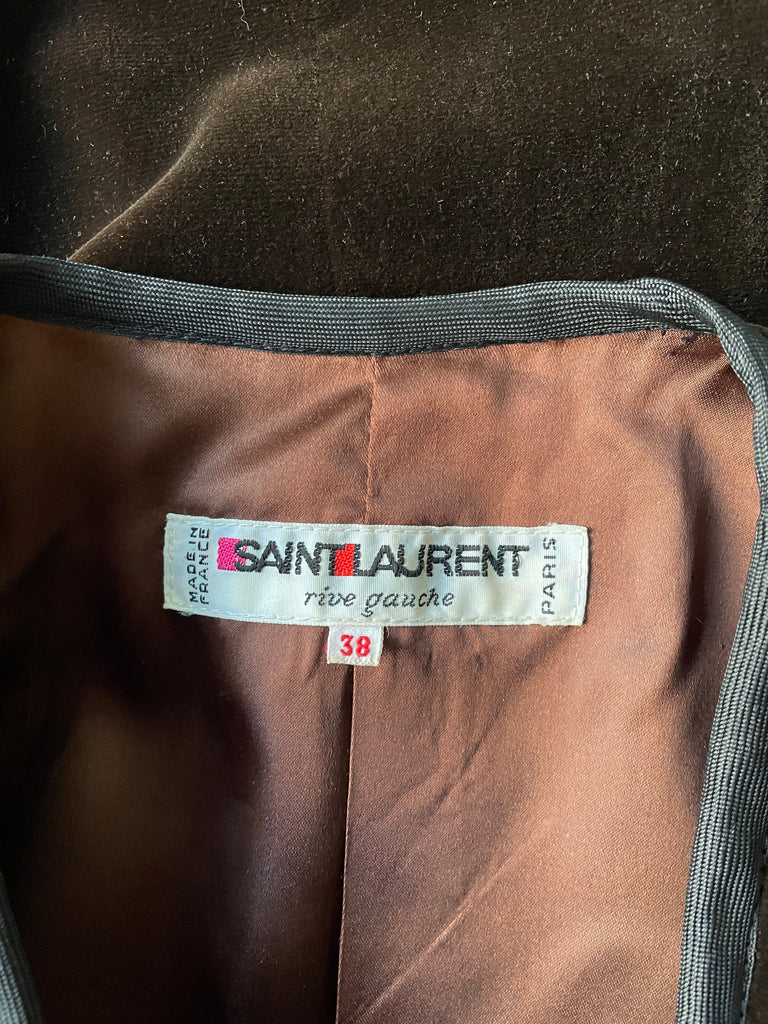 MADE IN
FRANCE
SAINT LAURENT
rive gauche
PARIS
38